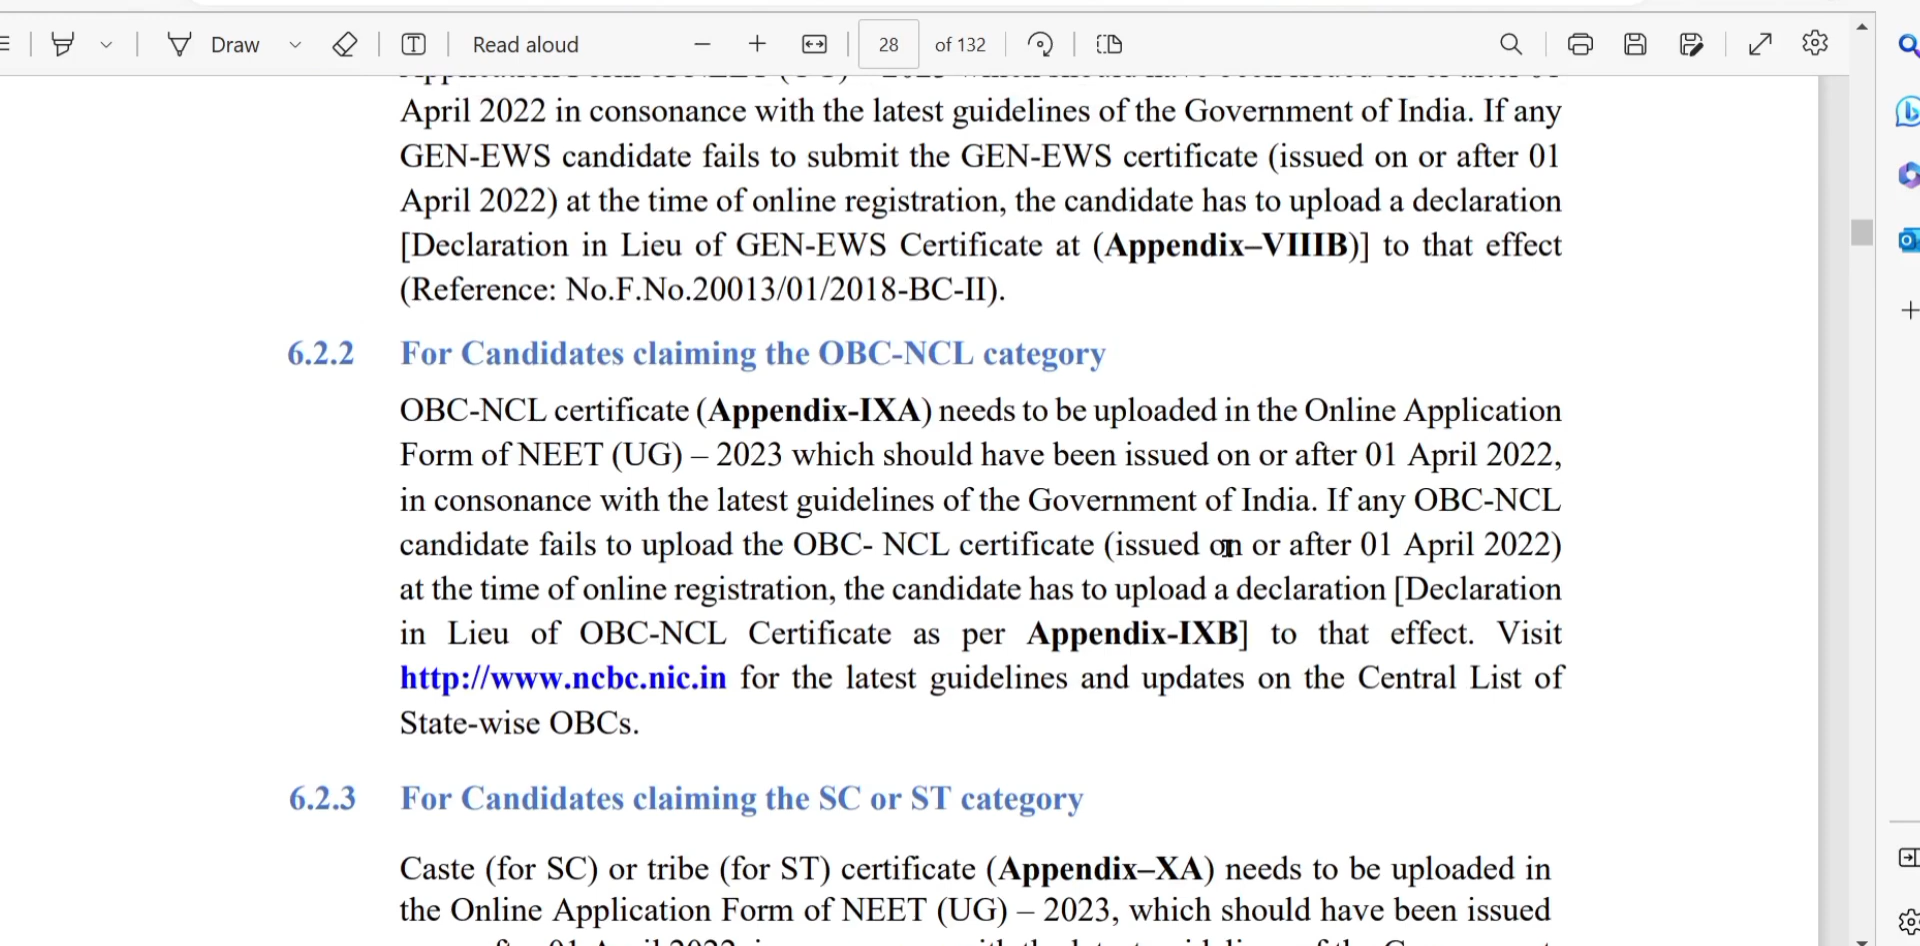 Draw
Read aloud
28 of 132
April 2022 in consonance with the latest guidelines of the Government of India. If any
GEN-EWS candidate fails to submit the GEN-EWS certificate (issued on or after 01
April 2022) at the time of online registration, the candidate has to upload a declaration
[Declaration in Lieu of GEN-EWS Certificate at (Appendix–VIIIB)] to that effect
(Reference: No.F.No.20013/01/2018-BC-II).
6.2.2 For Candidates claiming the OBC-NCL category
OBC-NCL certificate (Appendix-IXA) needs to be uploaded in the Online Application
Form of NEET (UG) – 2023 which should have been issued on or after 01 April 2022,
in consonance with the latest guidelines of the Government of India. If any OBC-NCL
candidate fails to upload the OBC- NCL certificate (issued on or after 01 April 2022)
at the time of online registration, the candidate has to upload a declaration [Declaration
in Lieu of OBC-NCL Certificate as per Appendix-IXB] to that effect. Visit
http://www.ncbc.nic.in for the latest guidelines and updates on the Central List of
State-wise OBCs.
6.2.3 For Candidates claiming the SC or ST category
Caste (for SC) or tribe (for ST) certificate (Appendix–XA) needs to be uploaded in
the Online Application Form of NEET (UG) – 2023, which should have been issued